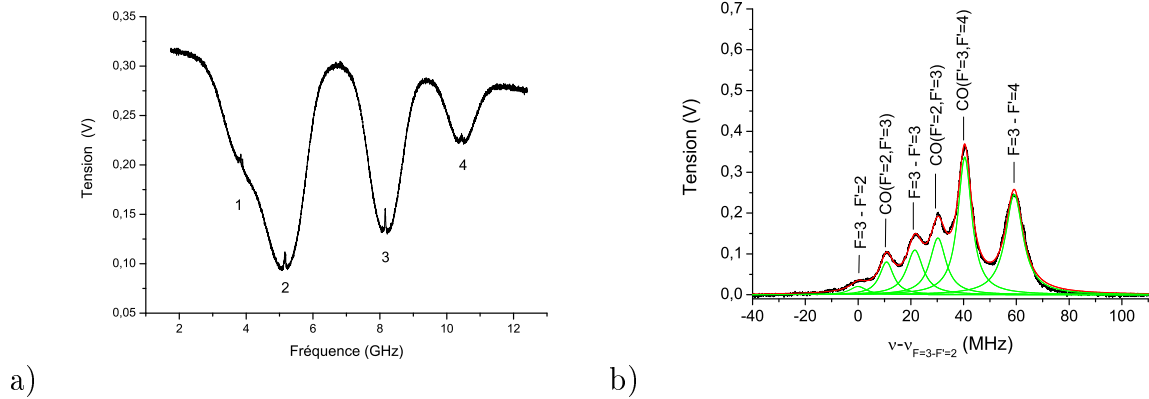 0,35
0,30
0,25
0,20
0,15
0,10
0,05
Tension (V)
1
2
3
4
2 4 6 8 10 12
Fréquence (GHz)
a)
0,7
0,6
0,5
0,4
0,3
0,2
0,1
0,0
Tension (V)
F=3 - F'=2
CO(F'=2,F'=3)
F=3 - F'=3
CO(F'=2,F'=3)
CO(F'=3,F'=4)
F=3 - F'=4
-40 -20 0 20 40 60 80 100
ν-νF=3-F'=2 (MHz)
b)